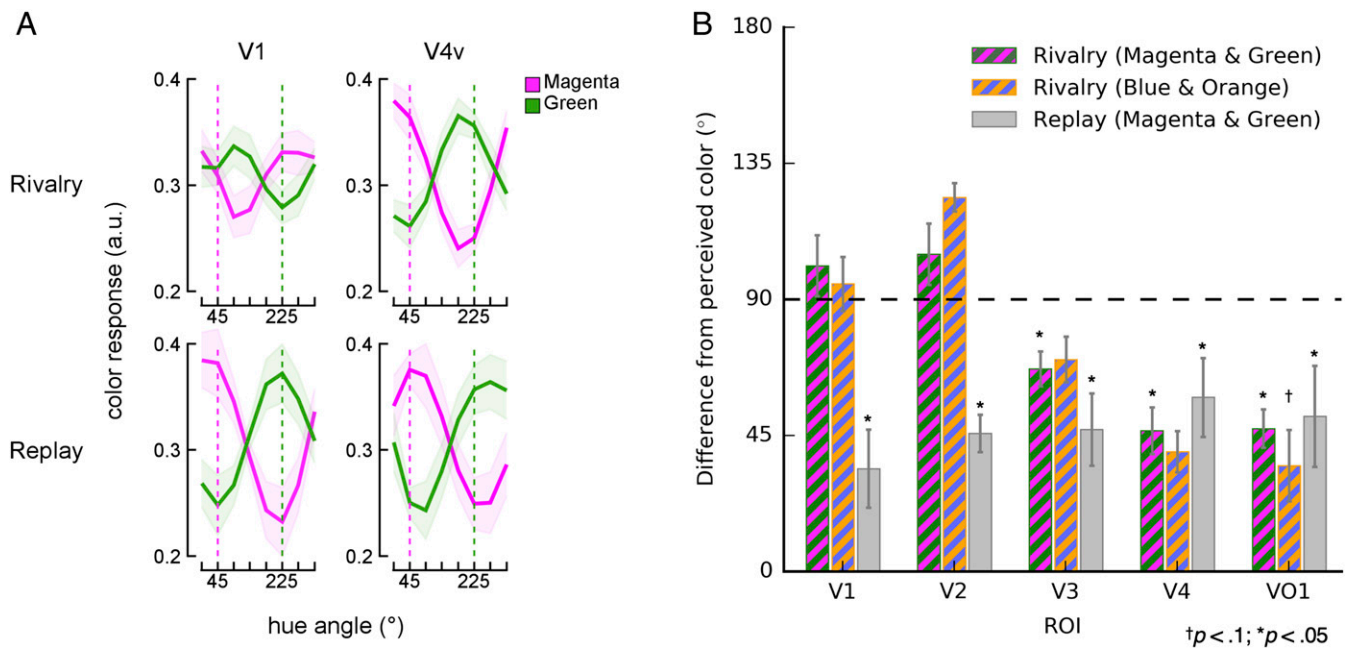 A
V1
V4v
Magenta
Green
Rivalry
Replay
color response (a.u.)
0.4
0.3
0.2
45
225
0.4
0.3
0.2
45
225
0.4
0.3
0.2
45
225
0.4
0.3
0.2
45
225
hue angle (°)
B
Rivalry (Magenta & Green)
Rivalry (Blue & Orange)
Replay (Magenta & Green)
Difference from perceived color (°)
180
135
90
45
0
*
*
*
*
*
*
*
†
*
V1
V2
V3
V4
VO1
ROI
†p < .1; *p < .05